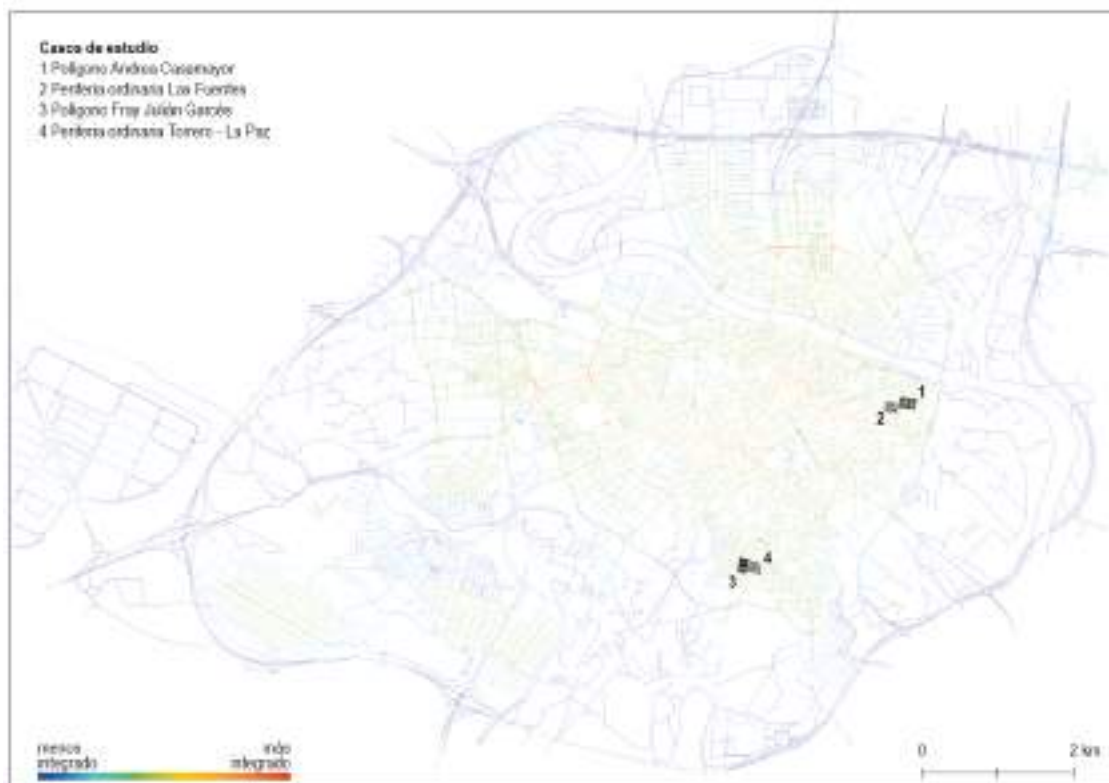 Casos de estudio
1 Polígono Andrea Casamayor
2 Periferia ordinaria Las Fuentes
3 Polígono Fray Julián Garcés
4 Periferia ordinaria Torrero - La Paz
1
2
4
3
menos integrado
más integrado
0
2 km